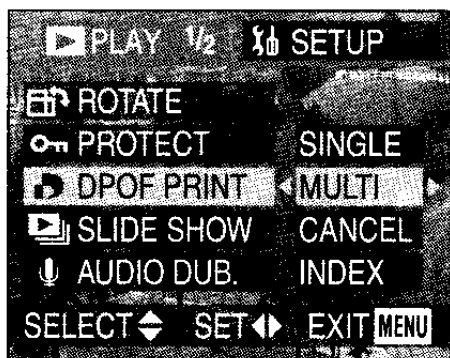 PLAY 1/2 SETUP
ROTATE
PROTECT SINGLE
DPOF PRINT MULTI
SLIDE SHOW CANCEL
AUDIO DUB. INDEX
SELECT SET EXIT MENU